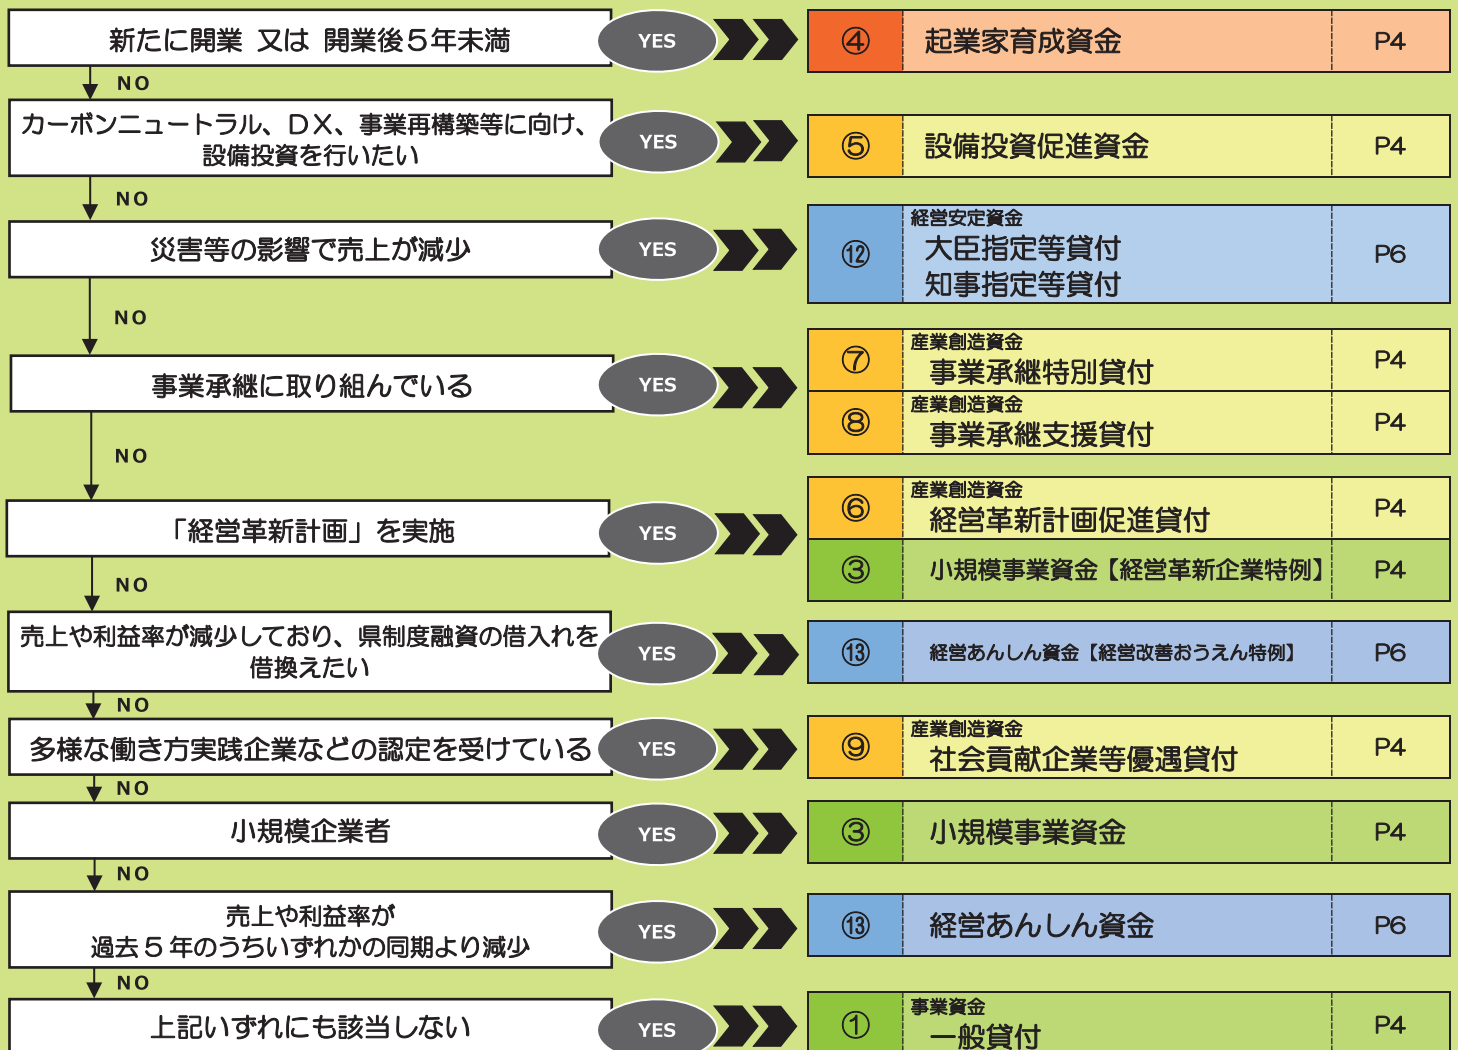 新たに開業 又は 開業後５年未満
YES
④
起業家育成資金
P4
NO
カーボンニュートラル、ＤＸ、事業再構築等に向け、
設備投資を行いたい
YES
⑤
設備投資促進資金
P4
NO
災害等の影響で売上が減少
YES
⑫
経営安定資金
大臣指定等貸付
知事指定等貸付
P6
NO
事業承継に取り組んでいる
YES
⑦
産業創造資金
事業承継特別貸付
P4
⑧
産業創造資金
事業承継支援貸付
P4
NO
「経営革新計画」を実施
YES
⑥
産業創造資金
経営革新計画促進貸付
P4
③
小規模事業資金【経営革新企業特例】
P4
NO
売上や利益率が減少しており、県制度融資の借入れを
借換えたい
YES
⑬
経営あんしん資金【経営改善おうえん特例】
P6
NO
多様な働き方実践企業などの認定を受けている
YES
⑨
産業創造資金
社会貢献企業等優遇貸付
P4
NO
小規模企業者
YES
③
小規模事業資金
P4
NO
売上や利益率が
過去５年のうちいずれかの同期より減少
YES
⑬
経営あんしん資金
P6
NO
上記いずれにも該当しない
YES
①
事業資金
一般貸付
P4